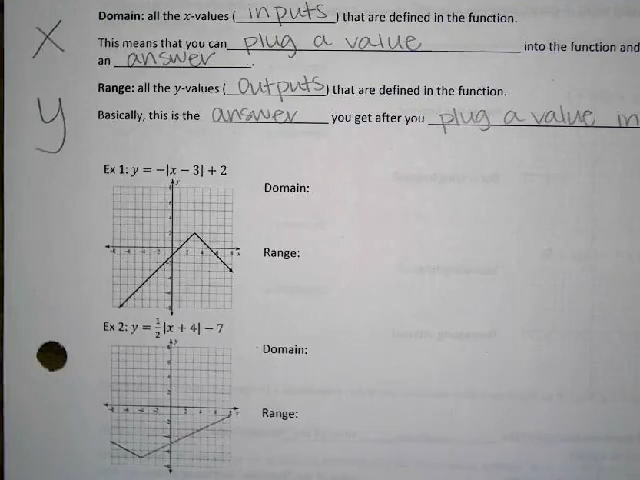 Domain: all the x-values ( inputs ) that are defined in the function.
x
This means that you can plug a value into the function and
an answer.
Range: all the y-values ( Outputs ) that are defined in the function.
y
Basically, this is the answer you get after you plug a value in
Ex 1: y = −|x − 3| + 2
Domain:
Range:
Ex 2: y = ½|x + 4| − 7
Domain:
Range: